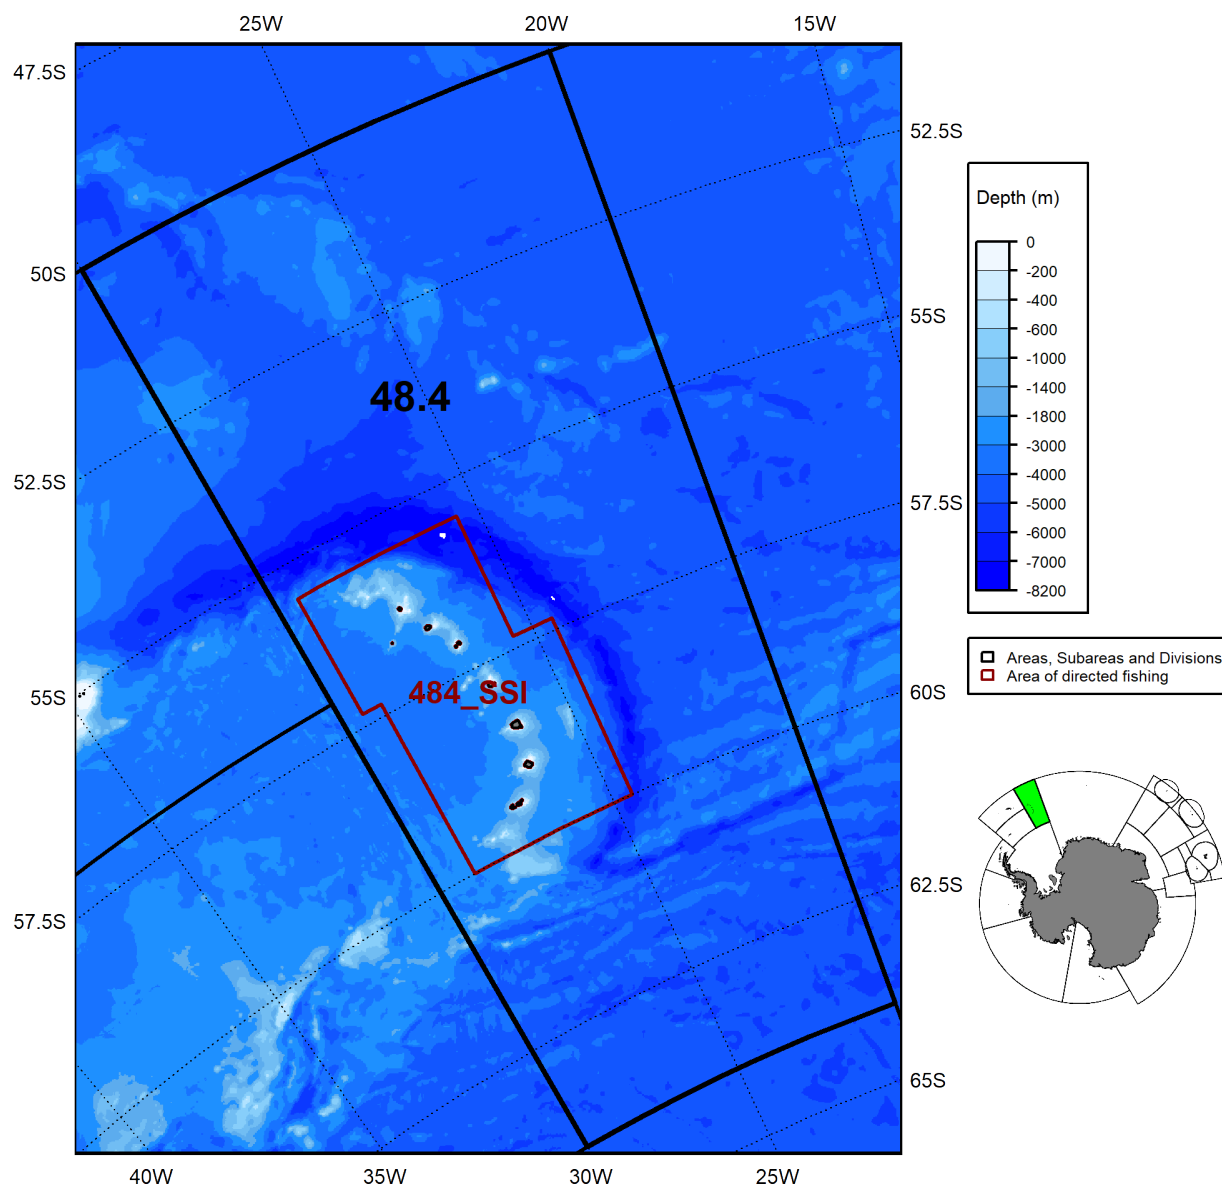 25W
20W
15W
47.5S
50S
52.5S
55S
57.5S
52.5S
55S
57.5S
60S
62.5S
65S
40W
35W
30W
25W
48.4
484_SSI
Depth (m)
0
-200
-400
-600
-1000
-1400
-1800
-3000
-4000
-5000
-6000
-7000
-8200
Areas, Subareas and Divisions
Area of directed fishing